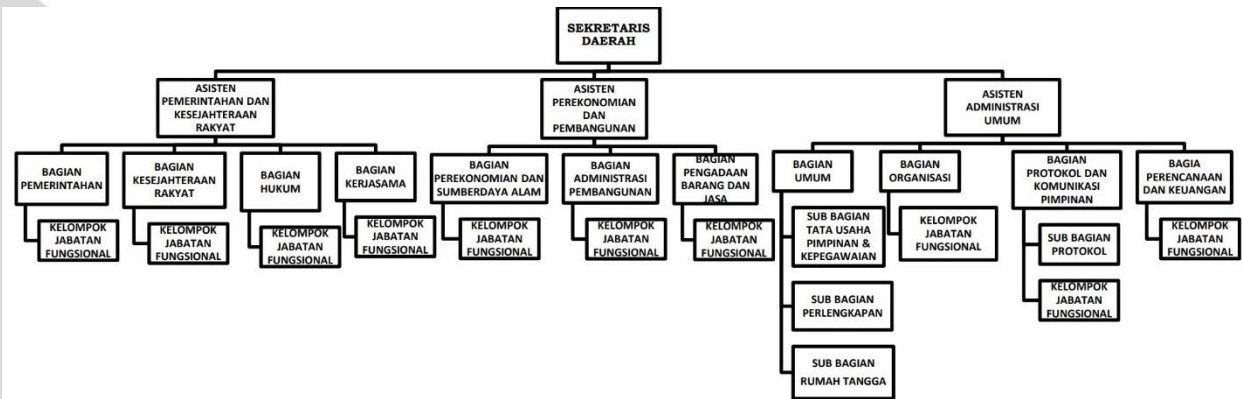 SEKRETARIS
DAERAH
ASISTEN
PEMERINTAHAN DAN
KESEJAHTERAAN
RAKYAT
ASISTEN
PEREKONOMIAN
DAN
PEMBANGUNAN
ASISTEN
ADMINISTRASI
UMUM
BAGIAN
PEMERINTAHAN
BAGIAN
KESEJAHTERAAN
RAKYAT
BAGIAN
HUKUM
BAGIAN
KERJASAMA
BAGIAN
PEREKONOMIAN DAN
SUMBERDAYA ALAM
BAGIAN
ADMINISTRASI
PEMBANGUNAN
BAGIAN
PENGADAAN
BARANG DAN
JASA
BAGIAN
UMUM
BAGIAN
ORGANISASI
BAGIAN
PROTOKOL DAN
KOMUNIKASI
PIMPINAN
BAGIA
PERENCANAAN
DAN KEUANGAN
KELOMPOK
JABATAN
FUNGSIONAL
KELOMPOK
JABATAN
FUNGSIONAL
KELOMPOK
JABATAN
FUNGSIONAL
KELOMPOK
JABATAN
FUNGSIONAL
KELOMPOK
JABATAN
FUNGSIONAL
KELOMPOK
JABATAN
FUNGSIONAL
KELOMPOK
JABATAN
FUNGSIONAL
SUB BAGIAN
TATA USAHA
PIMPINAN &
KEPEGAWAIAN
KELOMPOK
JABATAN
FUNGSIONAL
SUB BAGIAN
PROTOKOL
KELOMPOK
JABATAN
FUNGSIONAL
SUB BAGIAN
PERLENGKAPAN
KELOMPOK
JABATAN
FUNGSIONAL
SUB BAGIAN
RUMAH TANGGA